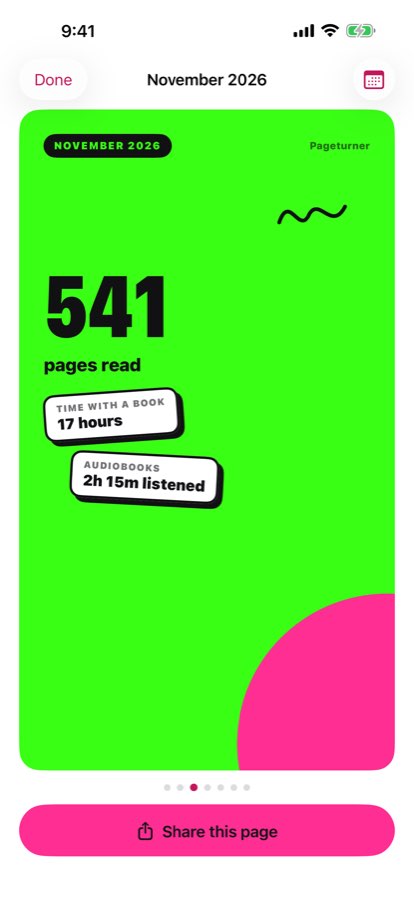 9:41
Done
November 2026
NOVEMBER 2026
Pageturner
541
pages read
TIME WITH A BOOK
17 hours
AUDIOBOOKS
2h 15m listened
Share this page